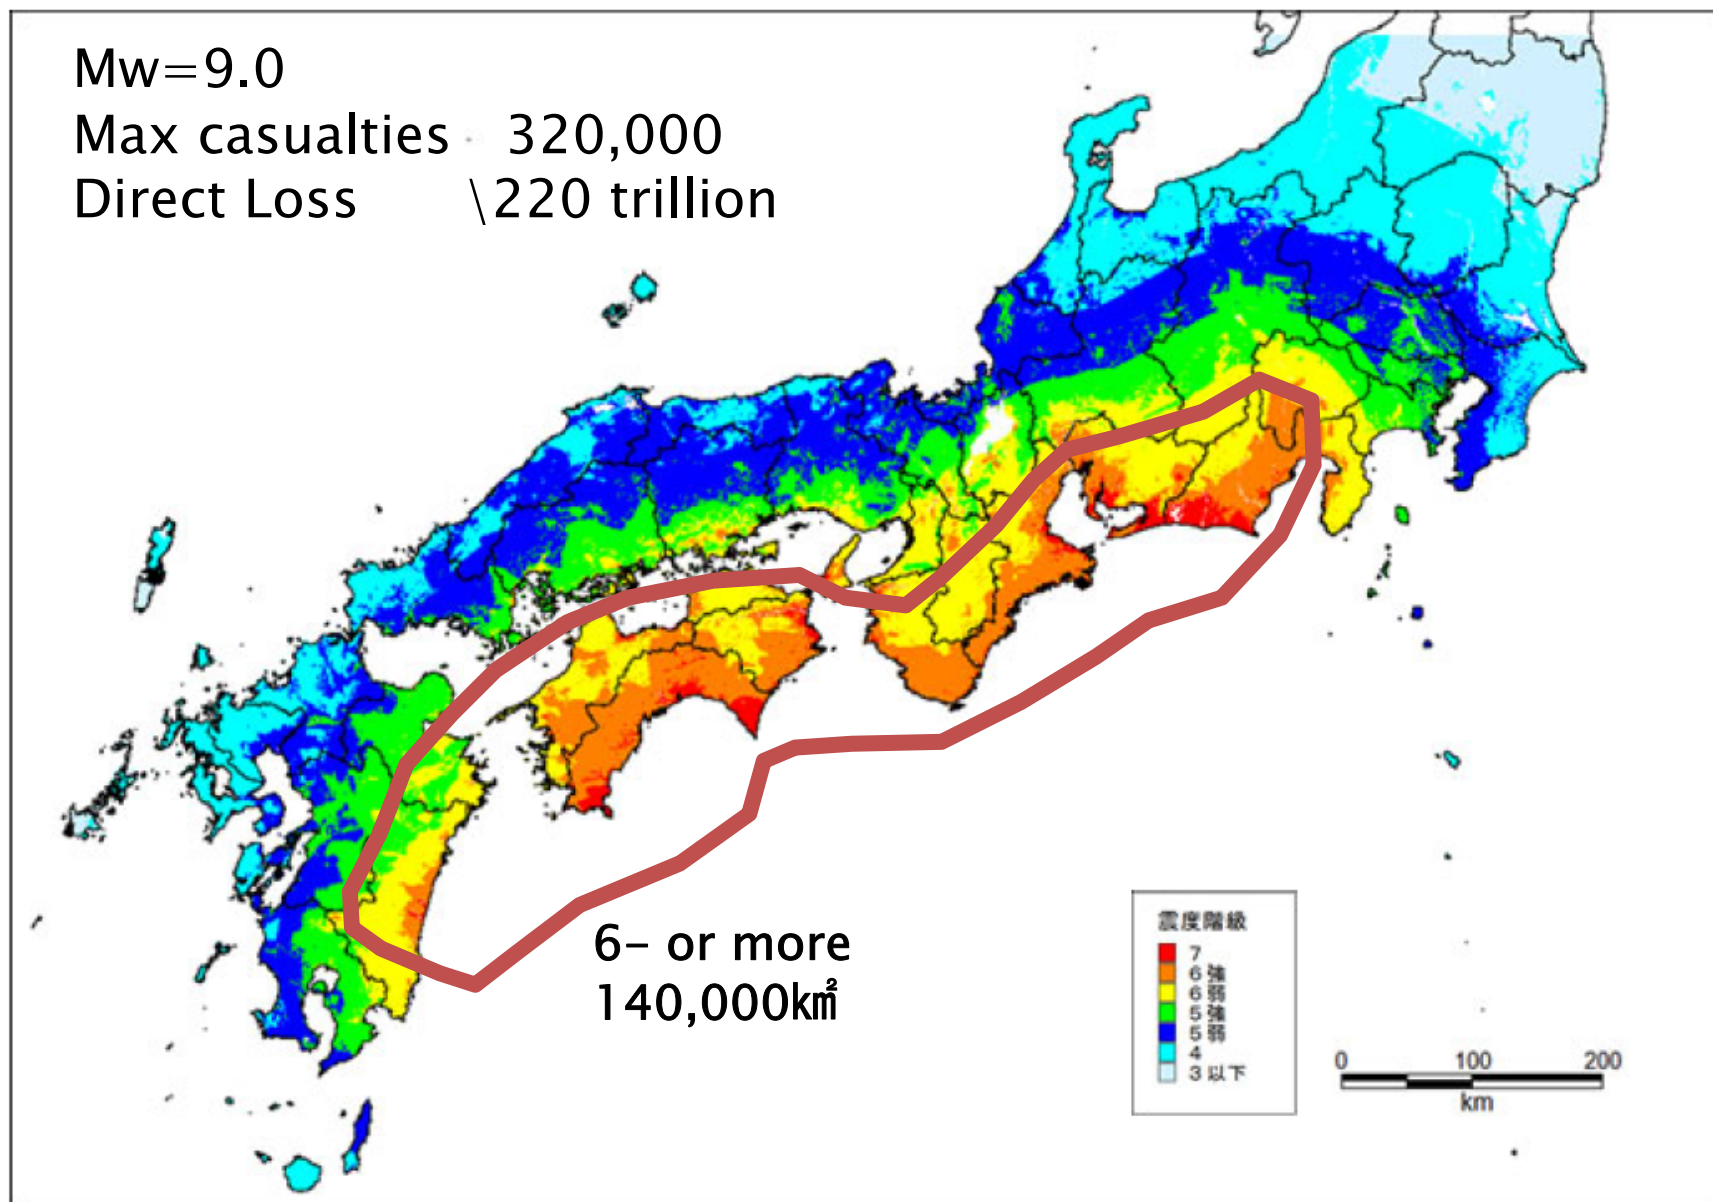 Mw=9.0
Max casualties 320,000
Direct Loss \220 trillion
6- or more
140,000k㎡
震度階級
7
6強
6弱
5強
5弱
4
3以下
0 100 200
km